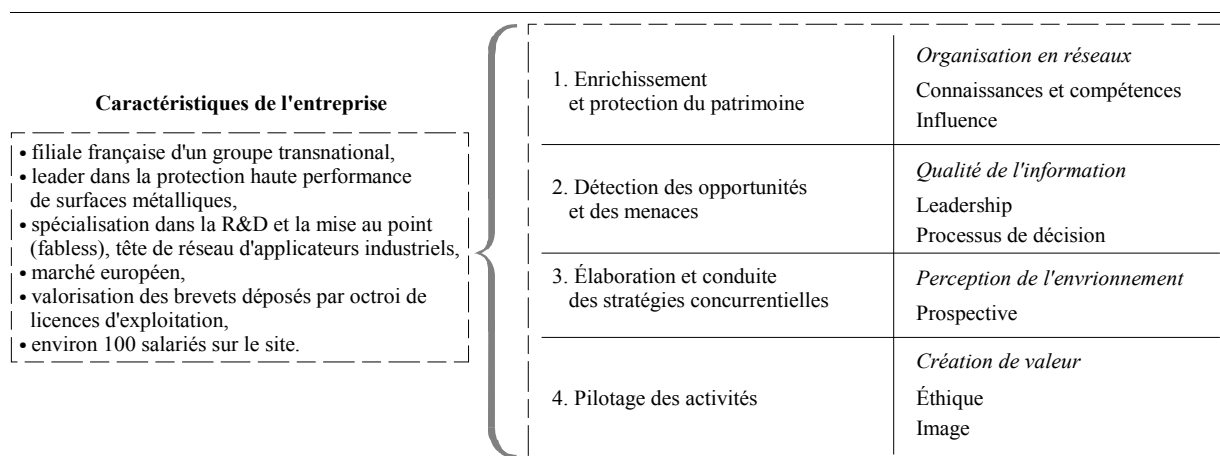 Caractéristiques de l'entreprise
• filiale française d'un groupe transnational,
• leader dans la protection haute performance
de surfaces métalliques,
• spécialisation dans la R&D et la mise au point
(fabless), tête de réseau d'applicateurs industriels,
• marché européen,
• valorisation des brevets déposés par octroi de
licences d'exploitation,
• environ 100 salariés sur le site.
1. Enrichissement
et protection du patrimoine
Organisation en réseaux
Connaissances et compétences
Influence
2. Détection des opportunités
et des menaces
Qualité de l'information
Leadership
Processus de décision
3. Élaboration et conduite
des stratégies concurrentielles
Perception de l'envrionnement
Prospective
4. Pilotage des activités
Création de valeur
Éthique
Image